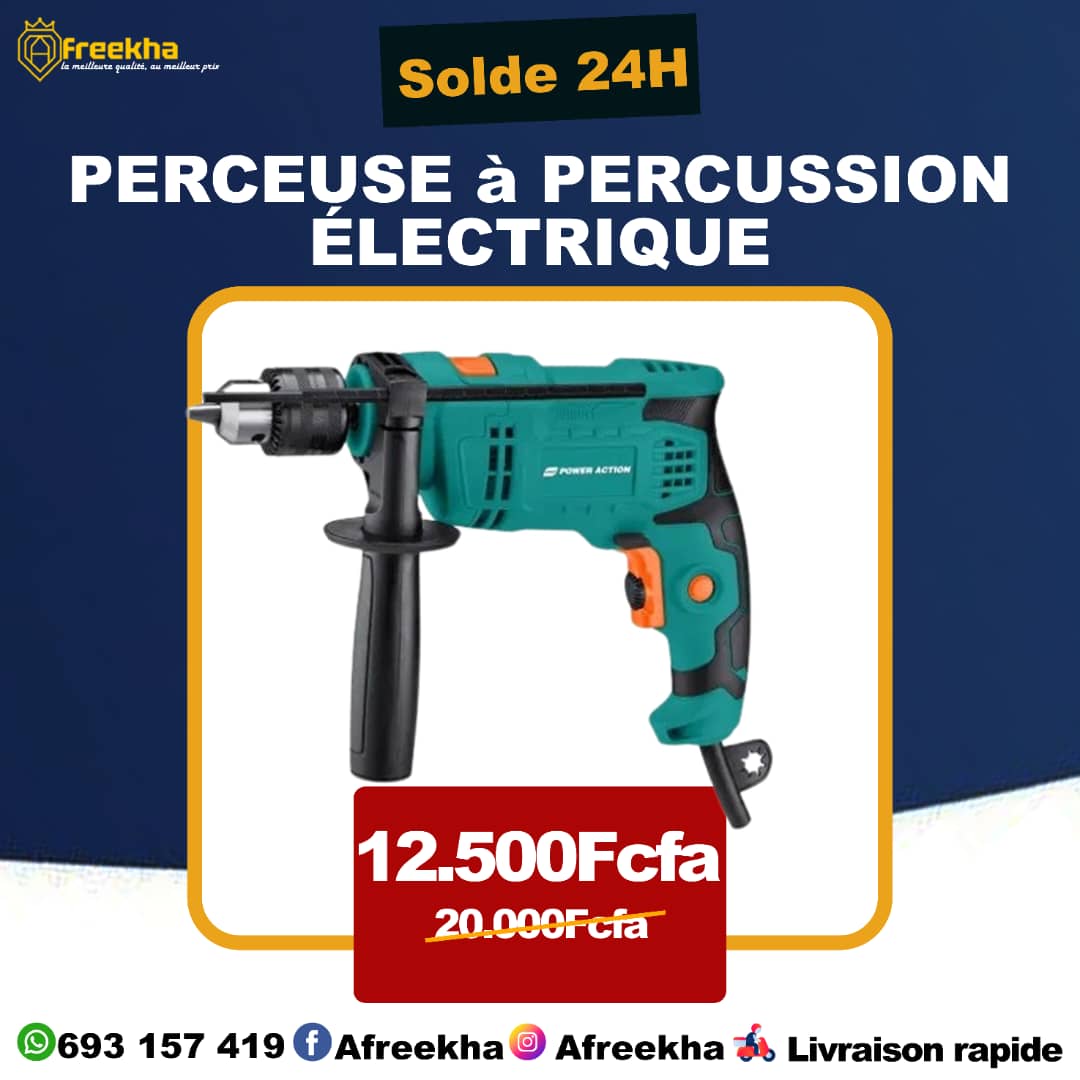 Afreekha
la meilleure qualité, au meilleur prix
Solde 24H
PERCEUSE à PERCUSSION
ÉLECTRIQUE
POWER ACTION
12.500Fcfa
20.000Fcfa
693 157 419 Afreekha Afreekha Livraison rapide